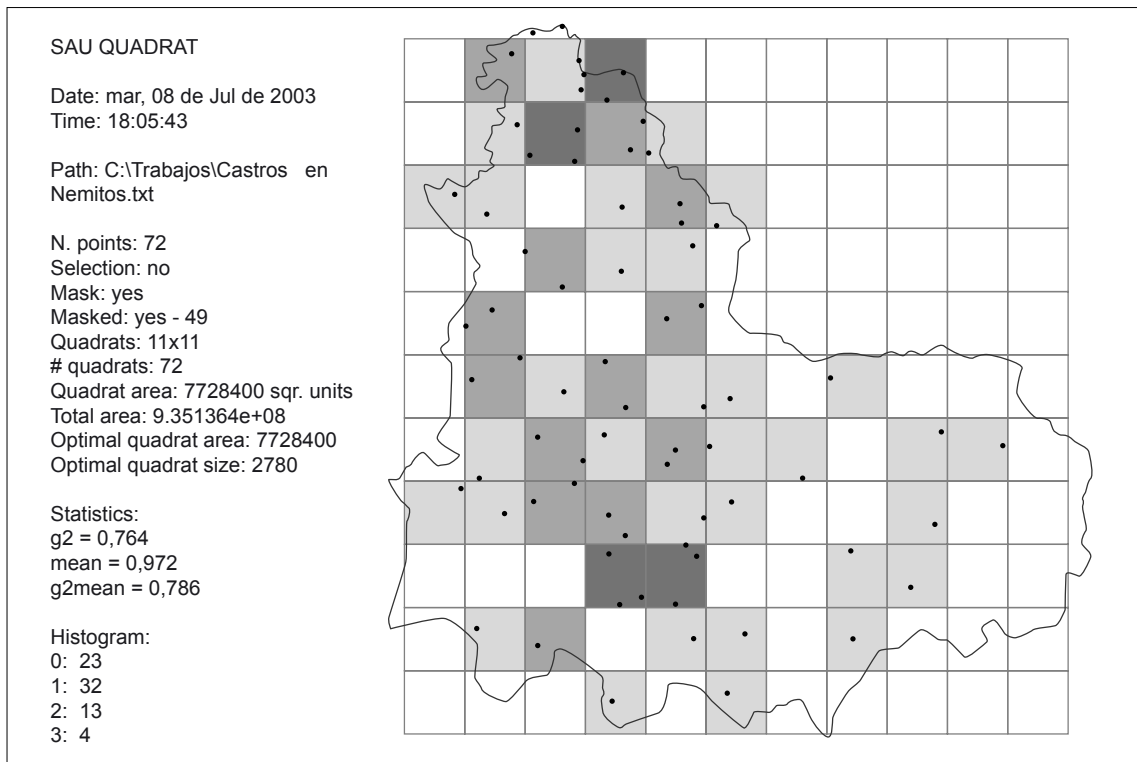 SAU QUADRAT
Date: mar, 08 de Jul de 2003
Time: 18:05:43
Path: C:\Trabajos\Castros en
Nemitos.txt
N. points: 72
Selection: no
Mask: yes
Masked: yes - 49
Quadrats: 11x11
# quadrats: 72
Quadrat area: 7728400 sqr. units
Total area: 9.351364e+08
Optimal quadrat area: 7728400
Optimal quadrat size: 2780
Statistics:
g2 = 0,764
mean = 0,972
g2mean = 0,786
Histogram:
0: 23
1: 32
2: 13
3: 4